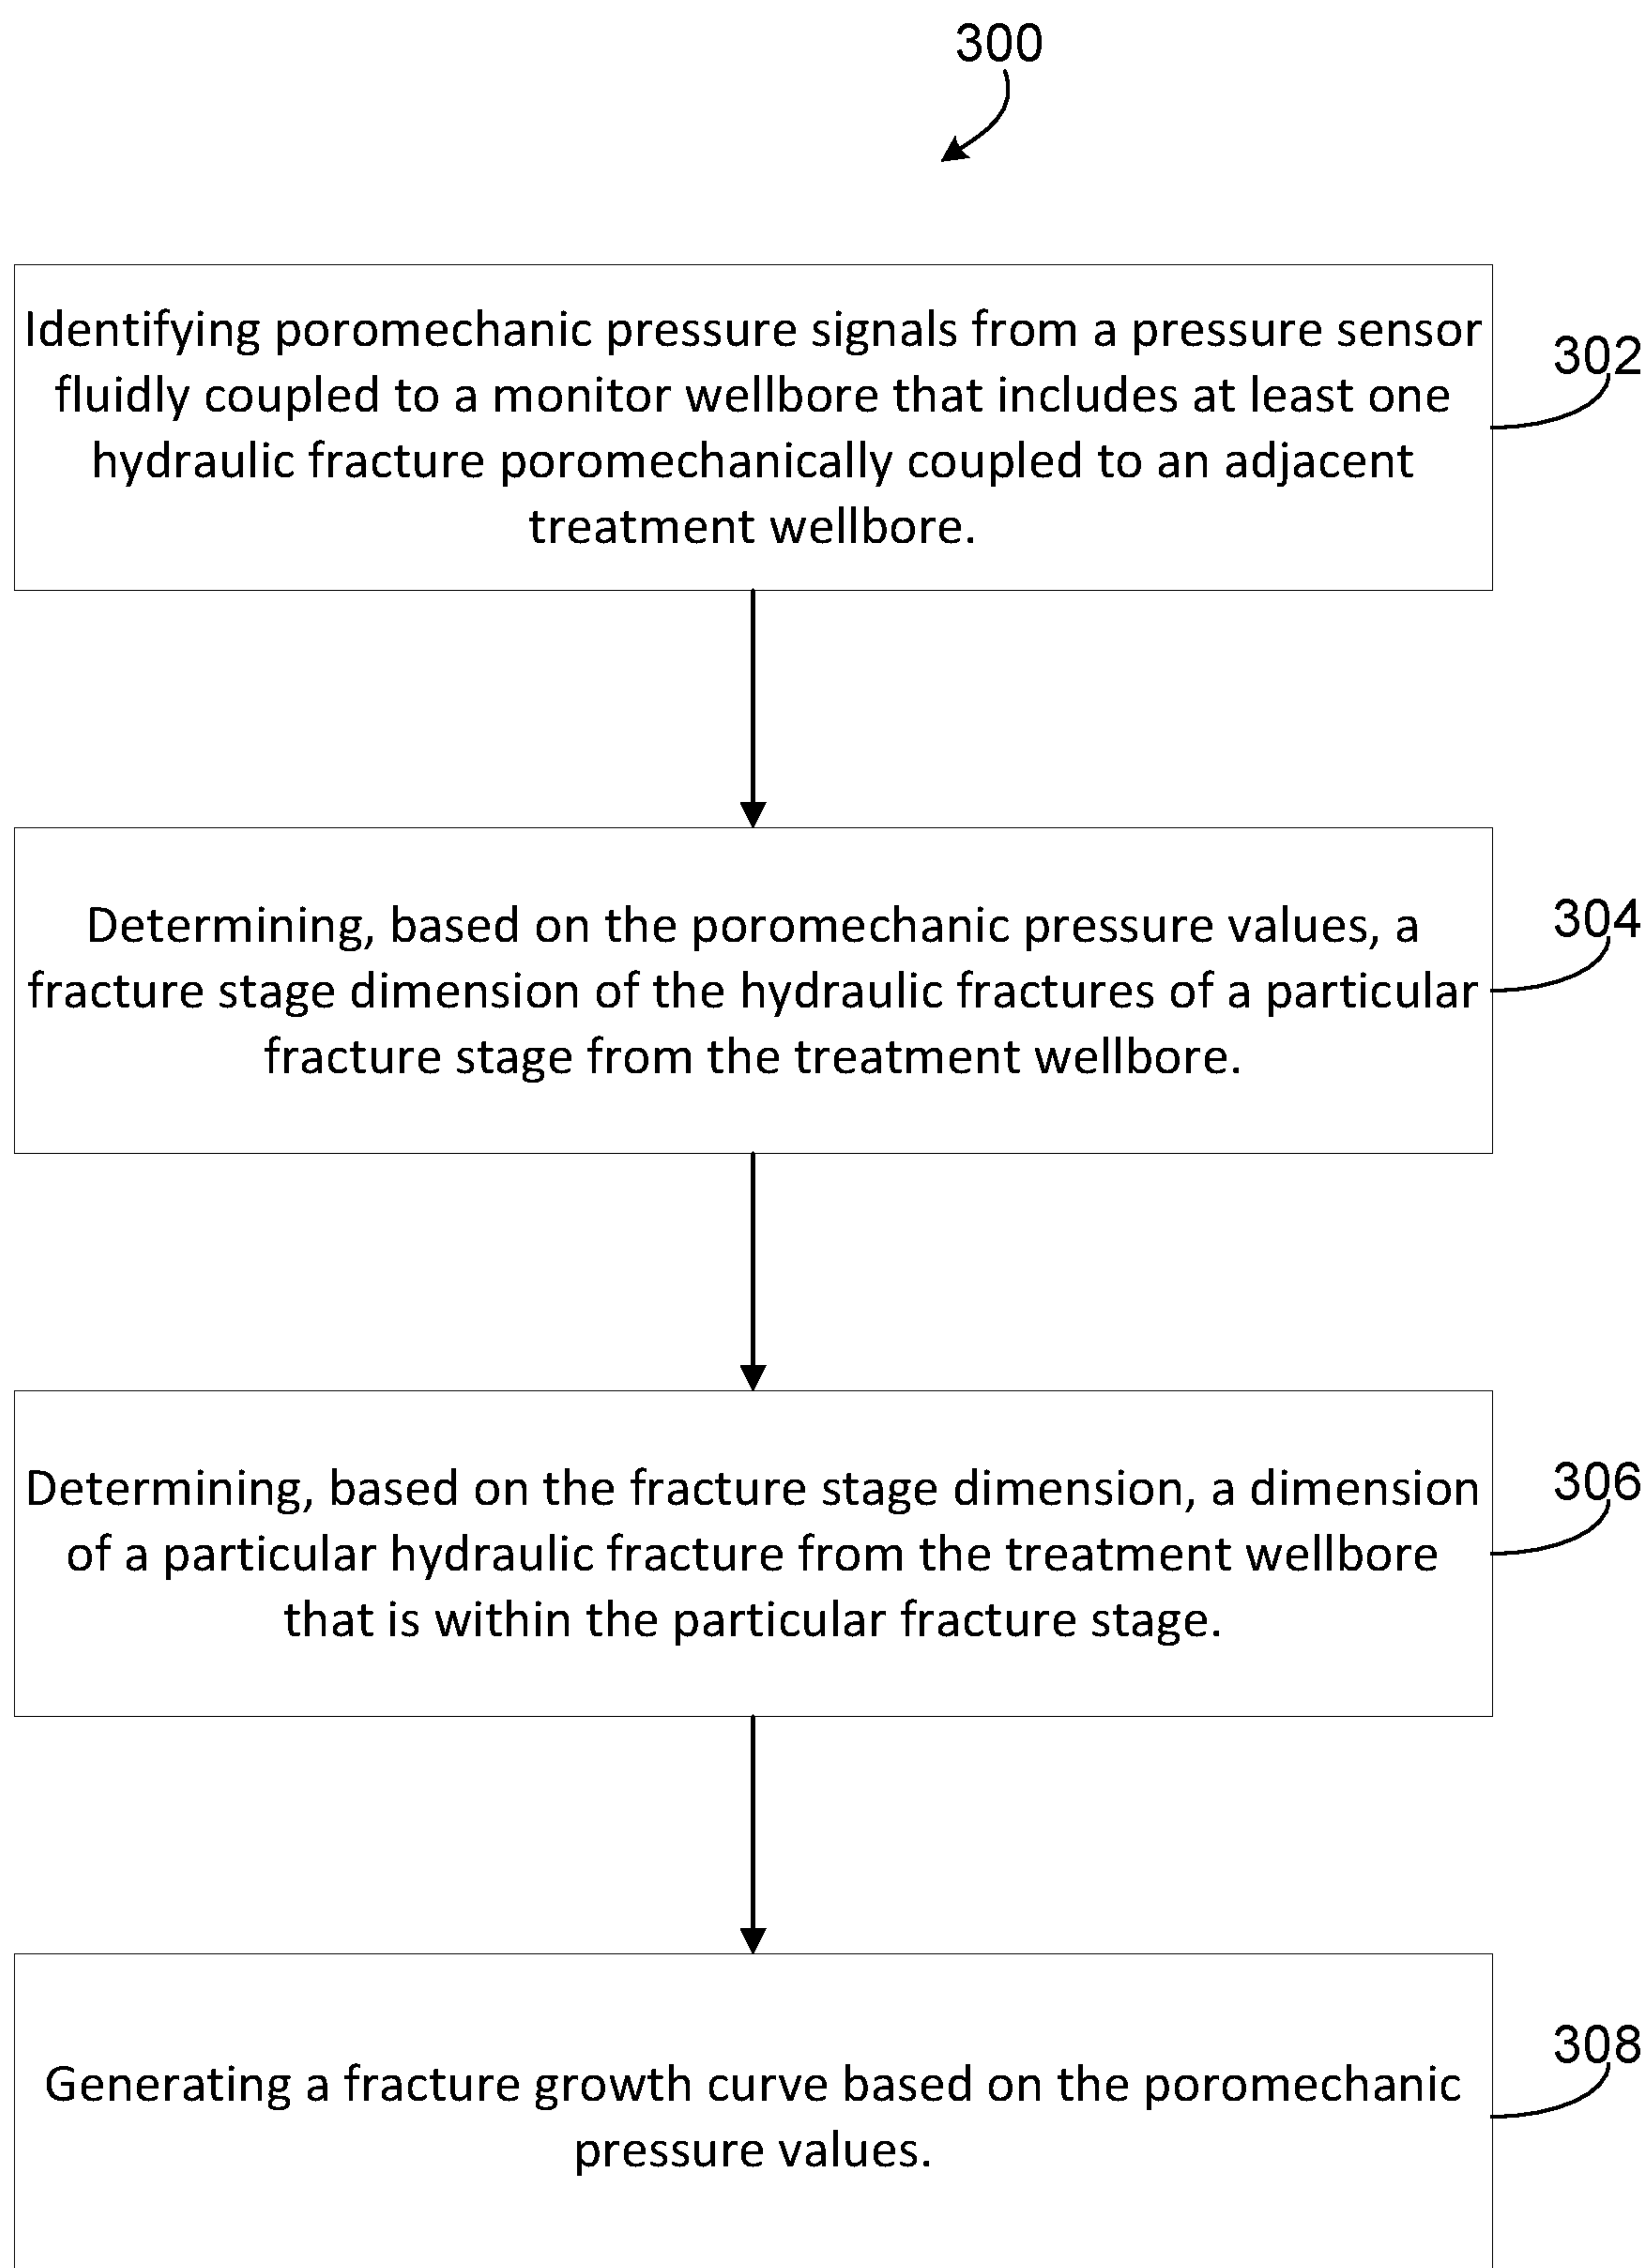 300
Identifying poromechanic pressure signals from a pressure sensor
fluidly coupled to a monitor wellbore that includes at least one
hydraulic fracture poromechanically coupled to an adjacent
treatment wellbore.
302
Determining, based on the poromechanic pressure values, a
fracture stage dimension of the hydraulic fractures of a particular
fracture stage from the treatment wellbore.
304
Determining, based on the fracture stage dimension, a dimension
of a particular hydraulic fracture from the treatment wellbore
that is within the particular fracture stage.
306
Generating a fracture growth curve based on the poromechanic
pressure values.
308